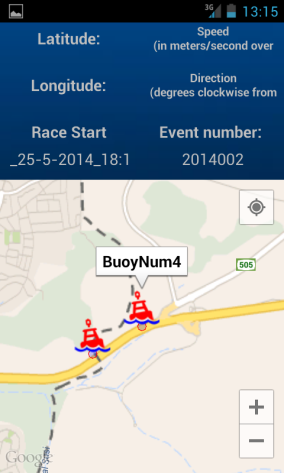 3G 13:15
Latitude:
Speed
(in meters/second over
Longitude:
Direction
(degrees clockwise from
Race Start
Event number:
_25-5-2014_18:1
2014002
BuoyNum4
505
+
−
Google